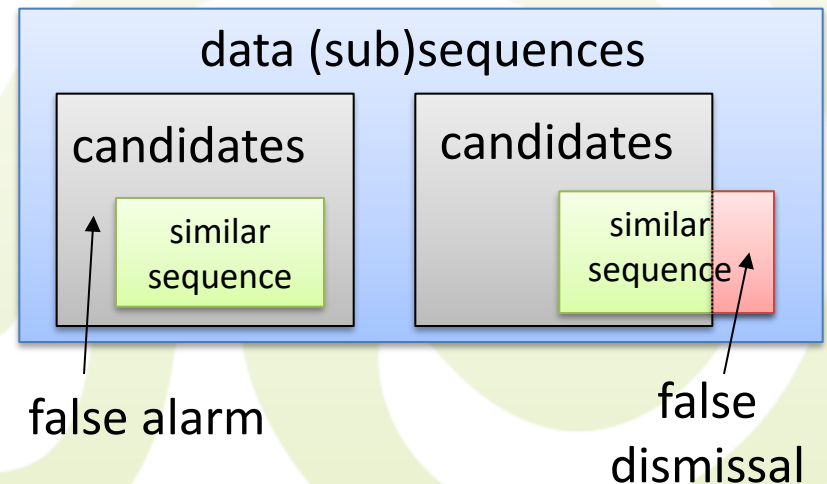 data (sub)sequences
candidates
similar
sequence
candidates
similar
sequence
false alarm
false
dismissal